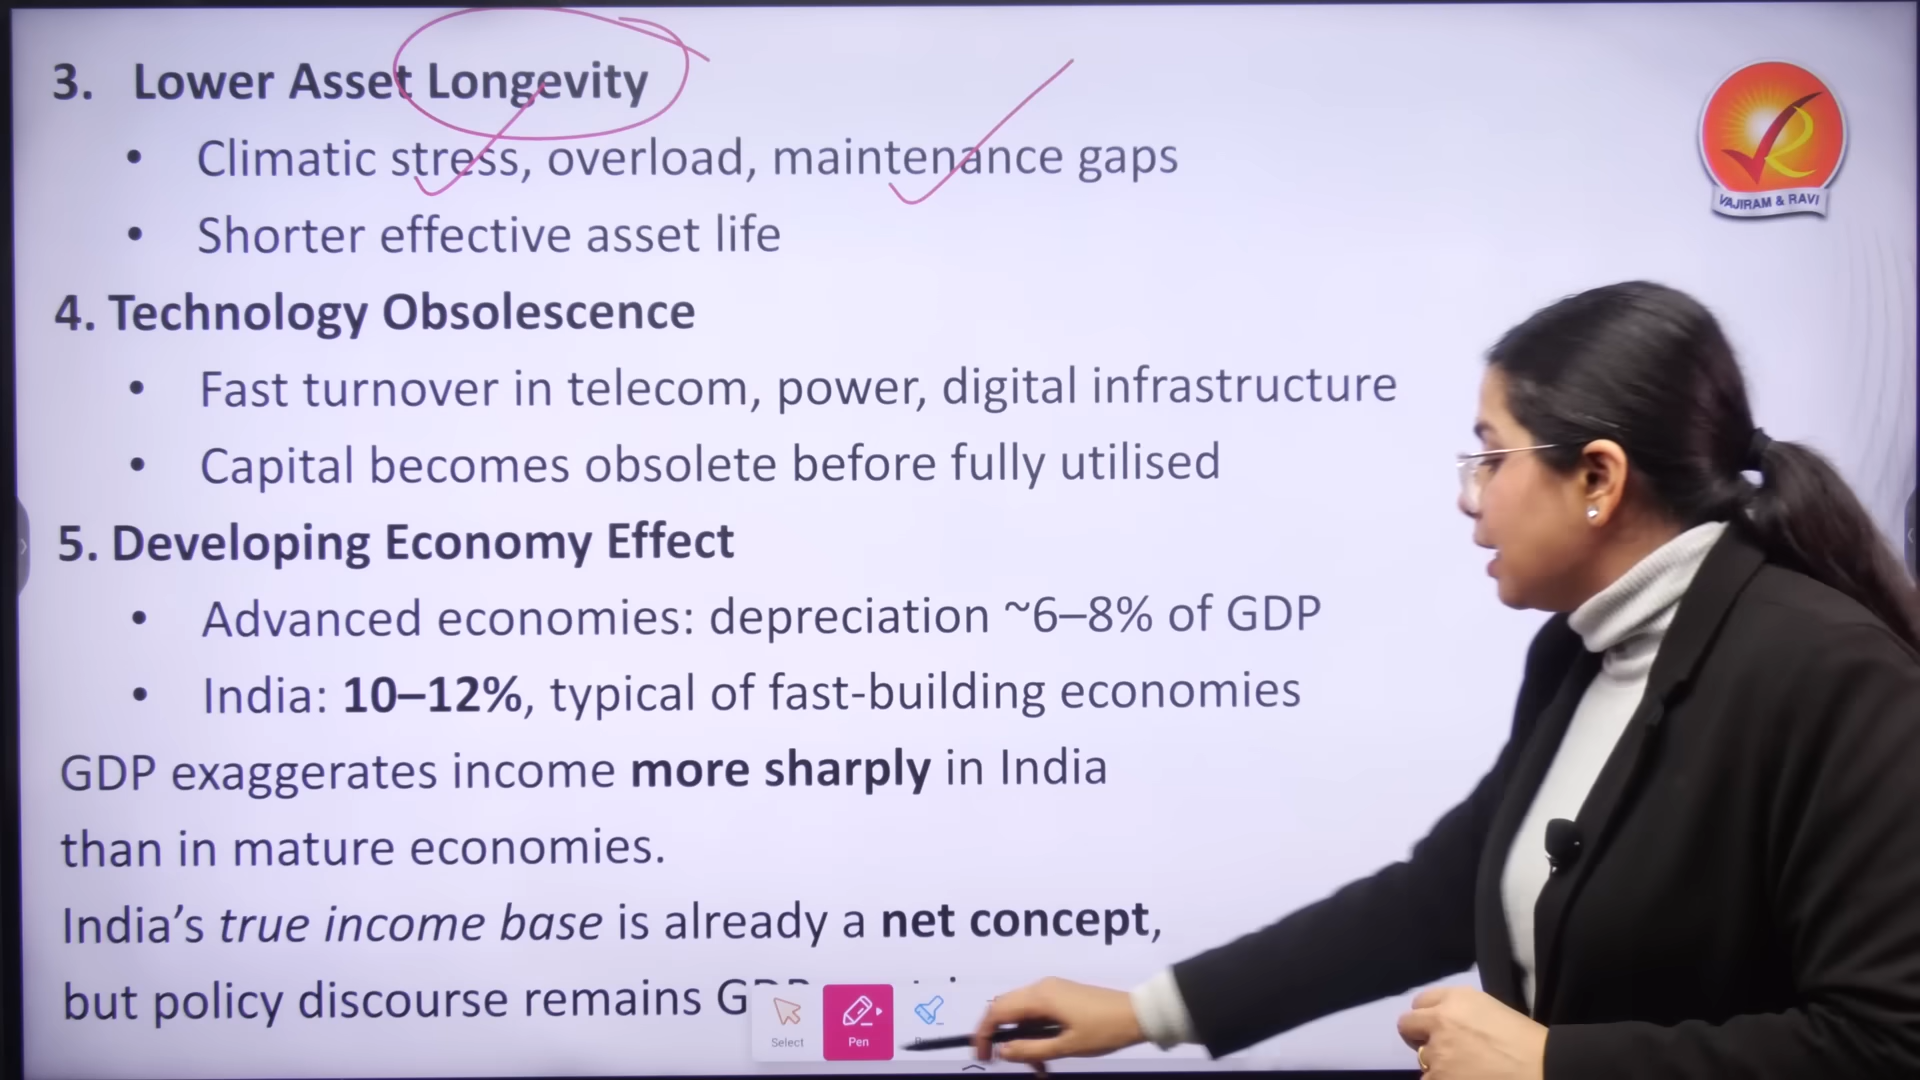 3. Lower Asset Longevity
• Climatic stress, overload, maintenance gaps
• Shorter effective asset life
4. Technology Obsolescence
• Fast turnover in telecom, power, digital infrastructure
• Capital becomes obsolete before fully utilised
5. Developing Economy Effect
• Advanced economies: depreciation ~6–8% of GDP
• India: 10–12%, typical of fast-building economies
GDP exaggerates income more sharply in India
than in mature economies.
India's true income base is already a net concept,
but policy discourse remains
Select
Pen
VAJIRAM & RAVI